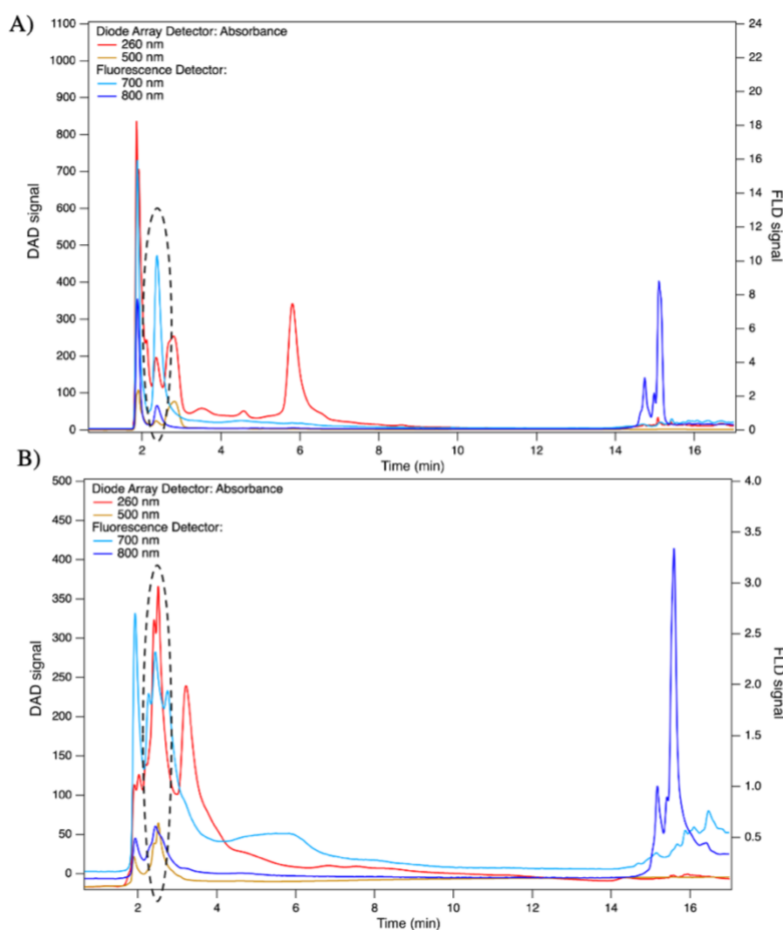 A)
Diode Array Detector: Absorbance
260 nm
500 nm
Fluorescence Detector:
700 nm
800 nm
1100
1000
900
800
700
600
500
400
300
200
100
0
DAD signal
24
22
20
18
16
14
12
10
8
6
4
2
0
FLD signal
2 4 6 8 10 12 14 16
Time (min)
B)
Diode Array Detector: Absorbance
260 nm
500 nm
Fluorescence Detector:
700 nm
800 nm
500
450
400
350
300
250
200
150
100
50
0
DAD signal
4.0
3.5
3.0
2.5
2.0
1.5
1.0
0.5
FLD signal
2 4 6 8 10 12 14 16
Time (min)